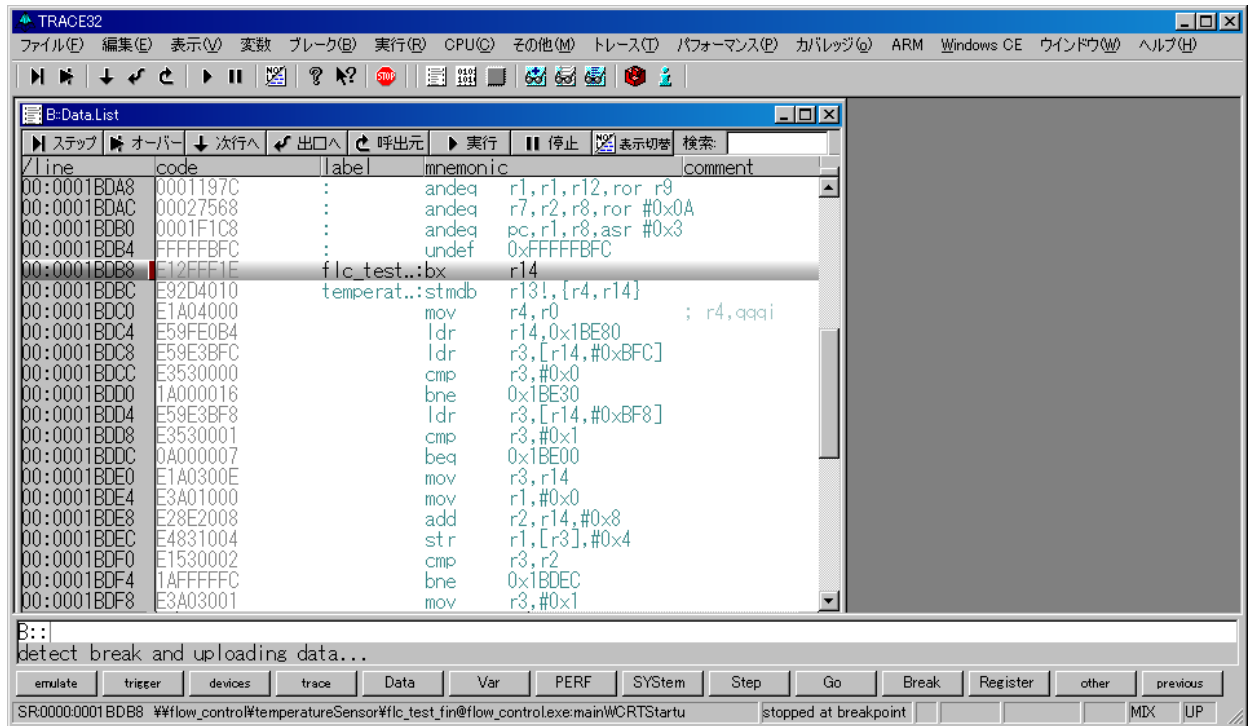 TRACE32
ファイル(F) 編集(E) 表示(V) 変数 ブレーク(B) 実行(R) CPU(C) その他(M) トレース(T) パフォーマンス(P) カバレッジ(o) ARM Windows CE ウインドウ(W) ヘルプ(H)
B::Data.List
ステップ オーバー 次行へ 出口へ 呼出元 実行 停止 表示切替 検索:
/line code label mnemonic comment
00:0001BDA8 0001197C : andeq r1,r1,r12,ror r9
00:0001BDAC 00027568 : andeq r7,r2,r8,ror #0x0A
00:0001BDB0 0001F1C8 : andeq pc,r1,r8,asr #0x3
00:0001BDB4 FFFFFBFC : undef 0xFFFFFBFC
00:0001BDB8 E12FFF1E flc_test..:bx r14
00:0001BDBC E92D4010 temperat..:stmdb r13!,{r4,r14}
00:0001BDC0 E1A04000 mov r4,r0 ; r4,qqqi
00:0001BDC4 E59FE0B4 ldr r14,0x1BE80
00:0001BDC8 E59E3BFC ldr r3,[r14,#0xBFC]
00:0001BDCC E3530000 cmp r3,#0x0
00:0001BDD0 1A000016 bne 0x1BE30
00:0001BDD4 E59E3BF8 ldr r3,[r14,#0xBF8]
00:0001BDD8 E3530001 cmp r3,#0x1
00:0001BDDC 0A000007 beq 0x1BE00
00:0001BDE0 E1A0300E mov r3,r14
00:0001BDE4 E3A01000 mov r1,#0x0
00:0001BDE8 E28E2008 add r2,r14,#0x8
00:0001BDEC E4831004 str r1,[r3],#0x4
00:0001BDF0 E1530002 cmp r3,r2
00:0001BDF4 1AFFFFFC bne 0x1BDEC
00:0001BDF8 E3A03001 mov r3,#0x1
B::
detect break and uploading data...
emulate trigger devices trace Data Var PERF SYStem Step Go Break Register other previous
SR:0000:0001BDB8 ¥¥flow_control¥temperatureSensor¥flc_test_fin@flow_control.exe:mainWCRTStartu stopped at breakpoint MIX UP